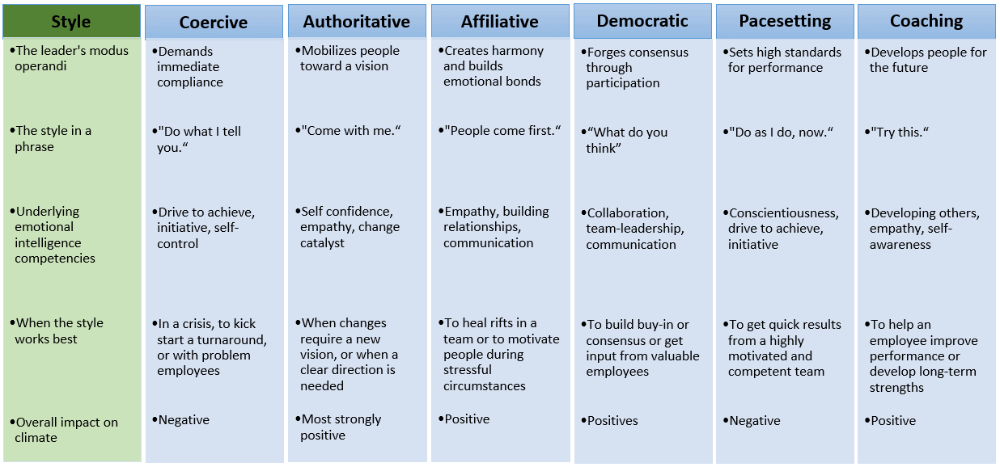 Style
Coercive
Authoritative
Affiliative
Democratic
Pacesetting
Coaching
•The leader's modus
operandi
•Demands
immediate
compliance
•Mobilizes people
toward a vision
•Creates harmony
and builds
emotional bonds
•Forges consensus
through
participation
•Sets high standards
for performance
•Develops people for
the future
•The style in a
phrase
•"Do what I tell
you.“
•"Come with me.“
•"People come first.“
•“What do you
think”
•"Do as I do, now.“
•"Try this.“
•Underlying
emotional
intelligence
competencies
•Drive to achieve,
initiative, self-
control
•Self confidence,
empathy, change
catalyst
•Empathy, building
relationships,
communication
•Collaboration,
team-leadership,
communication
•Conscientiousness,
drive to achieve,
initiative
•Developing others,
empathy, self-
awareness
•When the style
works best
•In a crisis, to kick
start a turnaround,
or with problem
employees
•When changes
require a new
vision, or when a
clear direction is
needed
•To heal rifts in a
team or to motivate
people during
stressful
circumstances
•To build buy-in or
consensus or get
input from valuable
employees
•To get quick results
from a highly
motivated and
competent team
•To help an
employee improve
performance or
develop long-term
strengths
•Overall impact on
climate
•Negative
•Most strongly
positive
•Positive
•Positives
•Negative
•Positive